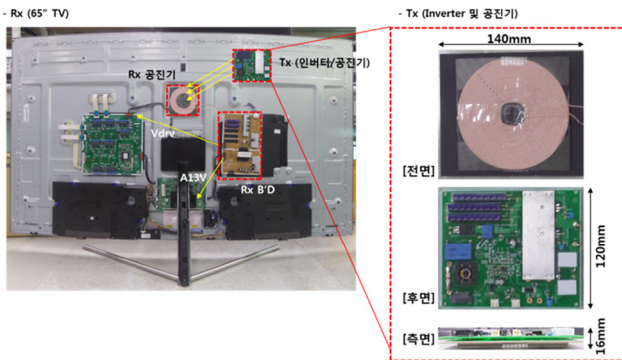 - Rx (65" TV)
- Tx (Inverter 및 공진기)
140mm
Rx 공진기
Tx (인버터/공진기)
Vdrv
A13V
Rx B'D
[전면]
[후면]
120mm
[측면]
16mm